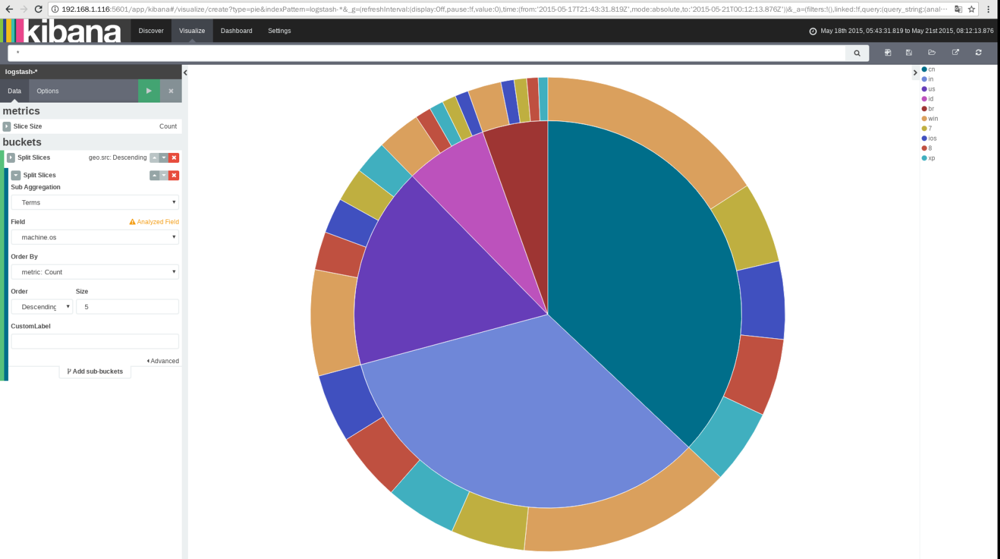 192.168.1.116:5601/app/kibana#/visualize/create?type=pie&indexPattern=logstash-*&_g=(refreshInterval:(display:Off,pause:!f,value:0),time:(from:'2015-05-17T21:43:31.819Z',mode:absolute,to:'2015-05-21T00:12:13.876Z'))&_a=(filters:!(),linked:!f,query:(query_string:(anal…
kibana
Discover
Visualize
Dashboard
Settings
May 18th 2015, 05:43:31.819 to May 21st 2015, 08:12:13.876
*
logstash-*
Data
Options
metrics
Slice Size Count
buckets
Split Slices geo.src: Descending
Split Slices
Sub Aggregation
Terms
Field Analyzed Field
machine.os
Order By
metric: Count
Order Size
Descending 5
CustomLabel
Advanced
Add sub-buckets
cn
in
us
id
br
win
7
ios
8
xp